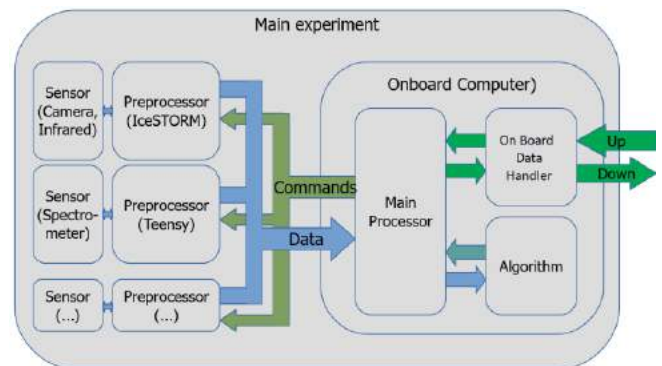 Main experiment
Sensor
(Camera,
Infrared)
Preprocessor
(IceSTORM)
Sensor
(Spectro-
meter)
Preprocessor
(Teensy)
Sensor
(...)
Preprocessor
(...)
Commands
Data
Onboard Computer)
Main
Processor
On Board
Data
Handler
Algorithm
Up
Down